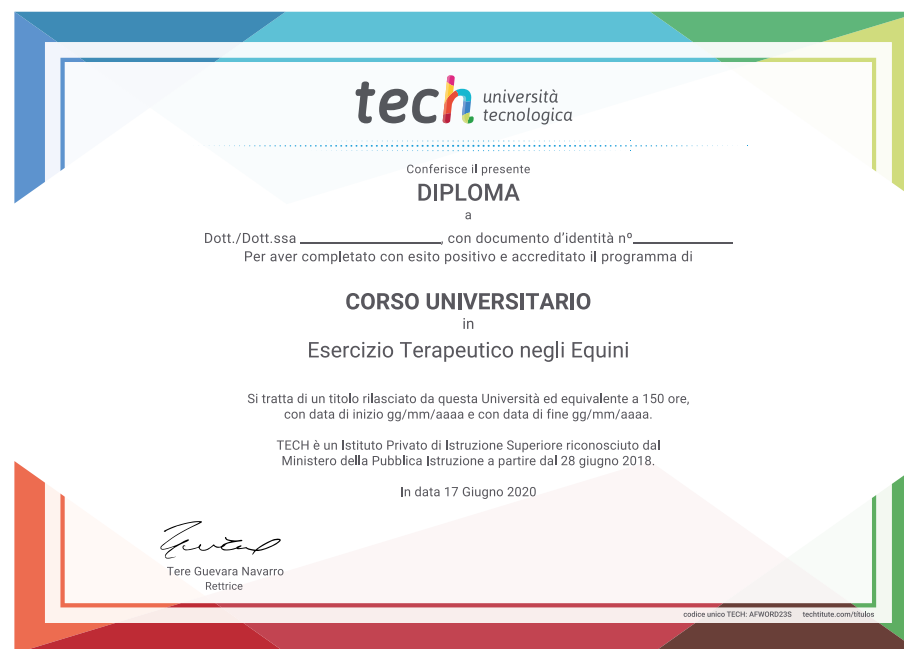 tech università
tecnologica
Conferisce il presente
DIPLOMA
a
Dott./Dott.ssa ____________________, con documento d'identità nº______________
Per aver completato con esito positivo e accreditato il programma di
CORSO UNIVERSITARIO
in
Esercizio Terapeutico negli Equini
Si tratta di un titolo rilasciato da questa Università ed equivalente a 150 ore,
con data di inizio gg/mm/aaaa e con data di fine gg/mm/aaaa.
TECH è un Istituto Privato di Istruzione Superiore riconosciuto dal
Ministero della Pubblica Istruzione a partire dal 28 giugno 2018.
In data 17 Giugno 2020
Tere Guevara Navarro
Rettrice
codice unico TECH: AFWORD23S techtitute.com/titulos